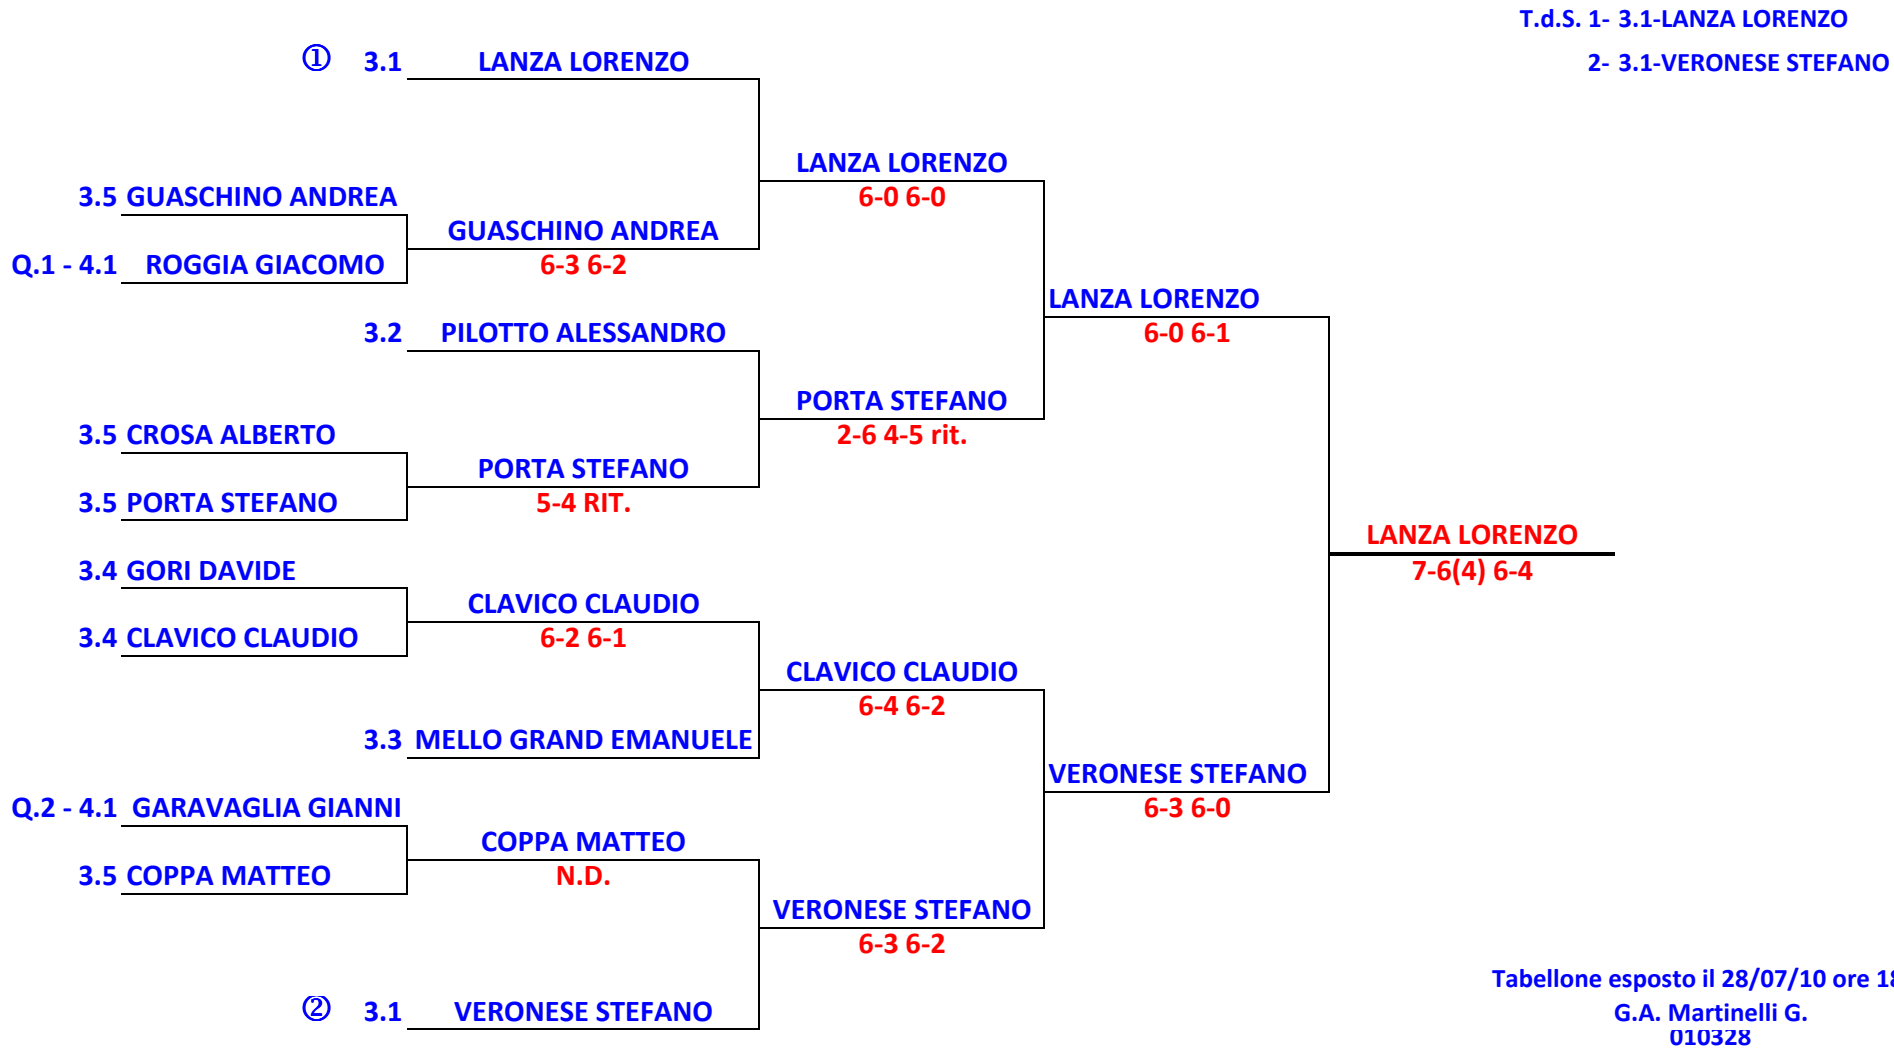 T.d.S. 1- 3.1-LANZA LORENZO
① 3.1 LANZA LORENZO
2- 3.1-VERONESE STEFANO
LANZA LORENZO
6-0 6-0
3.5 GUASCHINO ANDREA
GUASCHINO ANDREA
6-3 6-2
Q.1 - 4.1 ROGGIA GIACOMO
LANZA LORENZO
6-0 6-1
3.2 PILOTTO ALESSANDRO
PORTA STEFANO
2-6 4-5 rit.
3.5 CROSA ALBERTO
PORTA STEFANO
5-4 RIT.
3.5 PORTA STEFANO
LANZA LORENZO
7-6(4) 6-4
3.4 GORI DAVIDE
CLAVICO CLAUDIO
6-2 6-1
3.4 CLAVICO CLAUDIO
CLAVICO CLAUDIO
6-4 6-2
3.3 MELLO GRAND EMANUELE
VERONESE STEFANO
6-3 6-0
Q.2 - 4.1 GARAVAGLIA GIANNI
COPPA MATTEO
N.D.
3.5 COPPA MATTEO
VERONESE STEFANO
6-3 6-2
② 3.1 VERONESE STEFANO
Tabellone esposto il 28/07/10 ore 18
G.A. Martinelli G.
010328